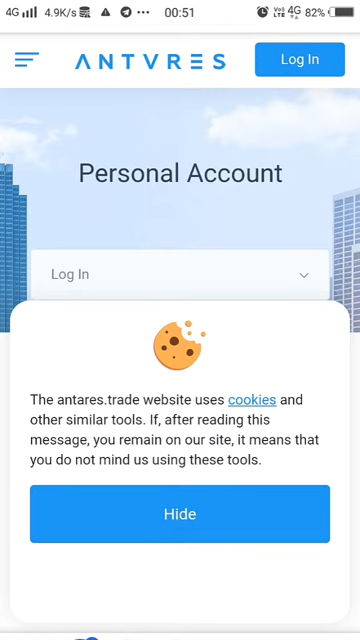 4G 4.9K/s 00:51 VoLTE 4G 82%
ANTARES Log In
Personal Account
Log In
The antares.trade website uses cookies and
other similar tools. If, after reading this
message, you remain on our site, it means that
you do not mind us using these tools.
Hide